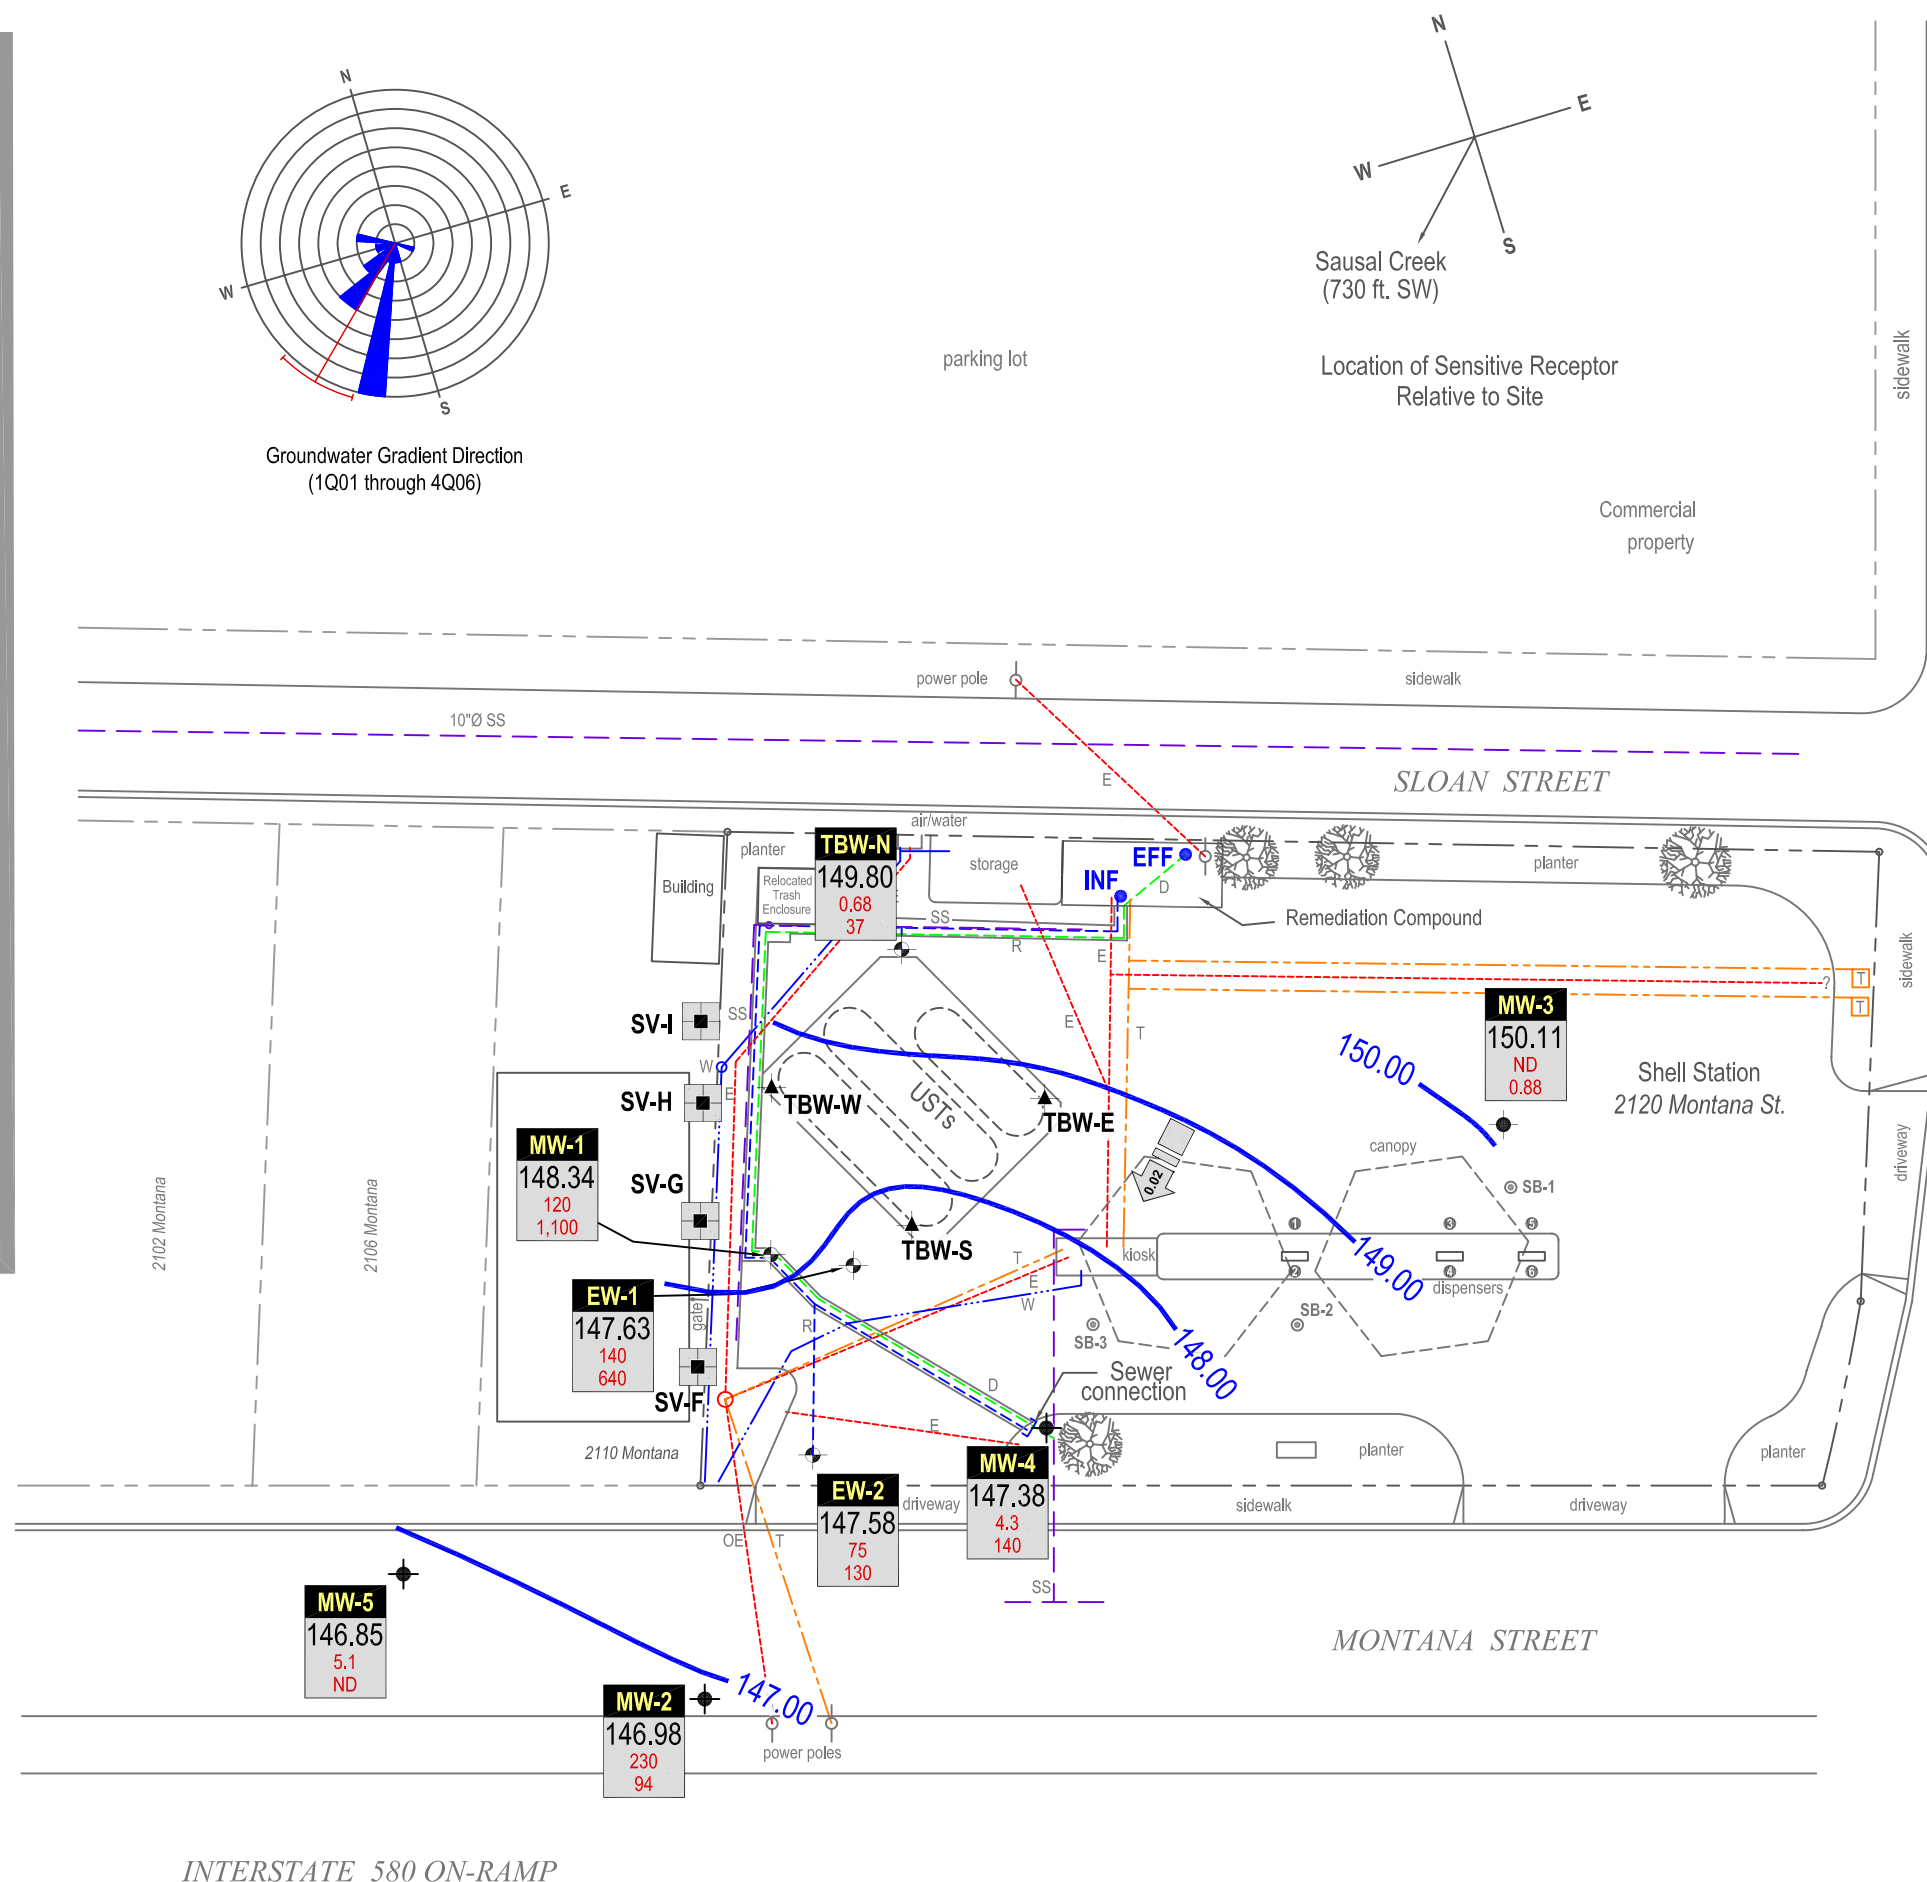 N
E
W
S
Groundwater Gradient Direction
(1Q01 through 4Q06)
N
E
W
S
Sausal Creek
(730 ft. SW)
Location of Sensitive Receptor
Relative to Site
parking lot
sidewalk
Commercial
property
power pole
sidewalk
10"Ø SS
E
SLOAN STREET
air/water
planter
Building
Relocated
Trash
Enclosure
TBW-N
149.80
0.68
37
E
storage
EFF
INF
D
planter
Remediation Compound
SS
R
E
sidewalk
?
T
T
SV-I
SS
W
E
E
T
SV-H
TBW-W
USTs
TBW-E
150.00
MW-3
150.11
ND
0.88
Shell Station
2120 Montana St.
driveway
canopy
MW-1
148.34
120
1,100
SV-G
0.02
SB-1
2102 Montana
2106 Montana
TBW-S
1
3
5
kiosk
2
4
6
149.00
dispensers
T
E
W
EW-1
147.63
140
640
gate
R
SB-3
SB-2
148.00
SV-F
Sewer
connection
D
E
2110 Montana
planter
planter
MW-4
147.38
4.3
140
EW-2
147.58
75
130
driveway
sidewalk
driveway
OE
T
SS
MW-5
146.85
5.1
ND
MONTANA STREET
147.00
MW-2
146.98
230
94
power poles
INTERSTATE 580 ON-RAMP